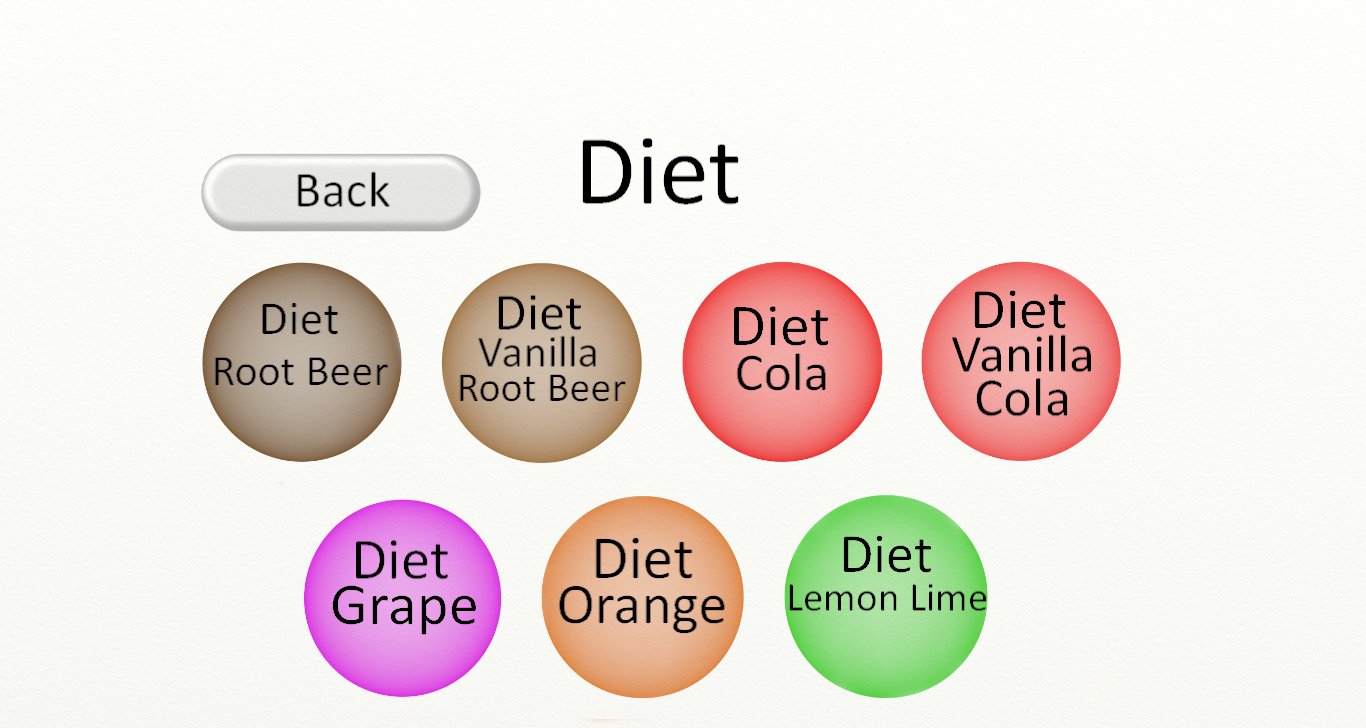 Back
Diet
Diet
Root Beer
Diet
Vanilla
Root Beer
Diet
Cola
Diet
Vanilla
Cola
Diet
Grape
Diet
Orange
Diet
Lemon Lime